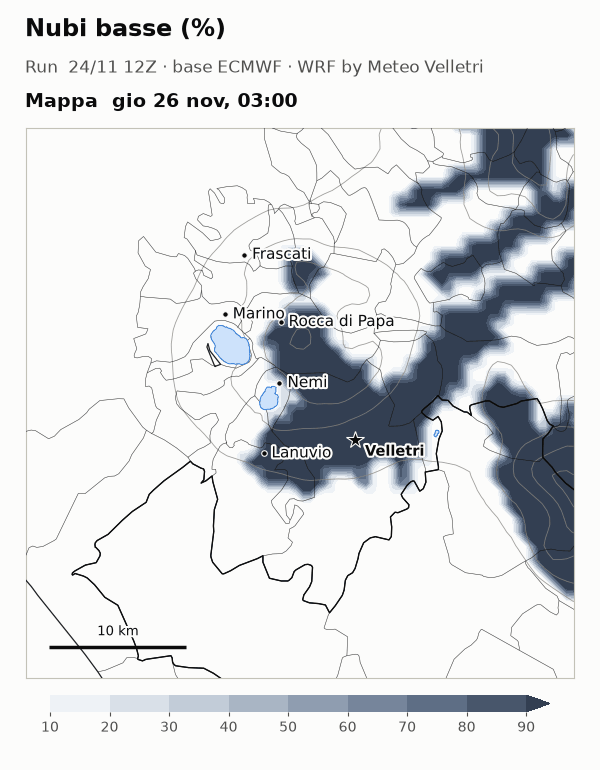 Nubi basse (%)
Run  24/11 12Z · base ECMWF · WRF by Meteo Velletri
Mappa  gio 26 nov, 03:00
Frascati
Marino
Rocca di Papa
Nemi
Velletri
Lanuvio
10 km
10 20 30 40 50 60 70 80 90